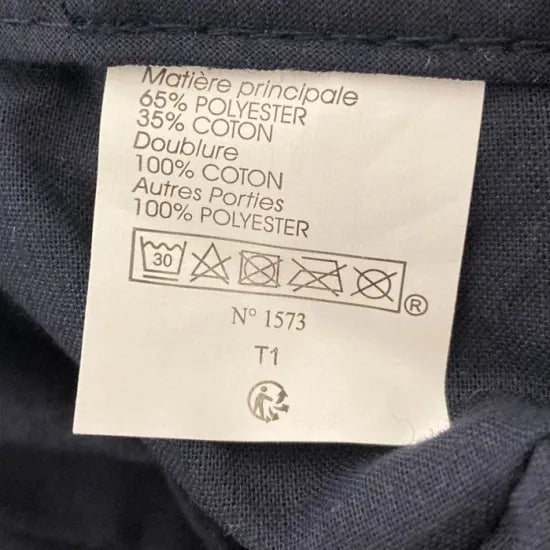 Matière principale
65% POLYESTER
35% COTON
Doublure
100% COTON
Autres Porties
100% POLYESTER
30
®
N° 1573
T1